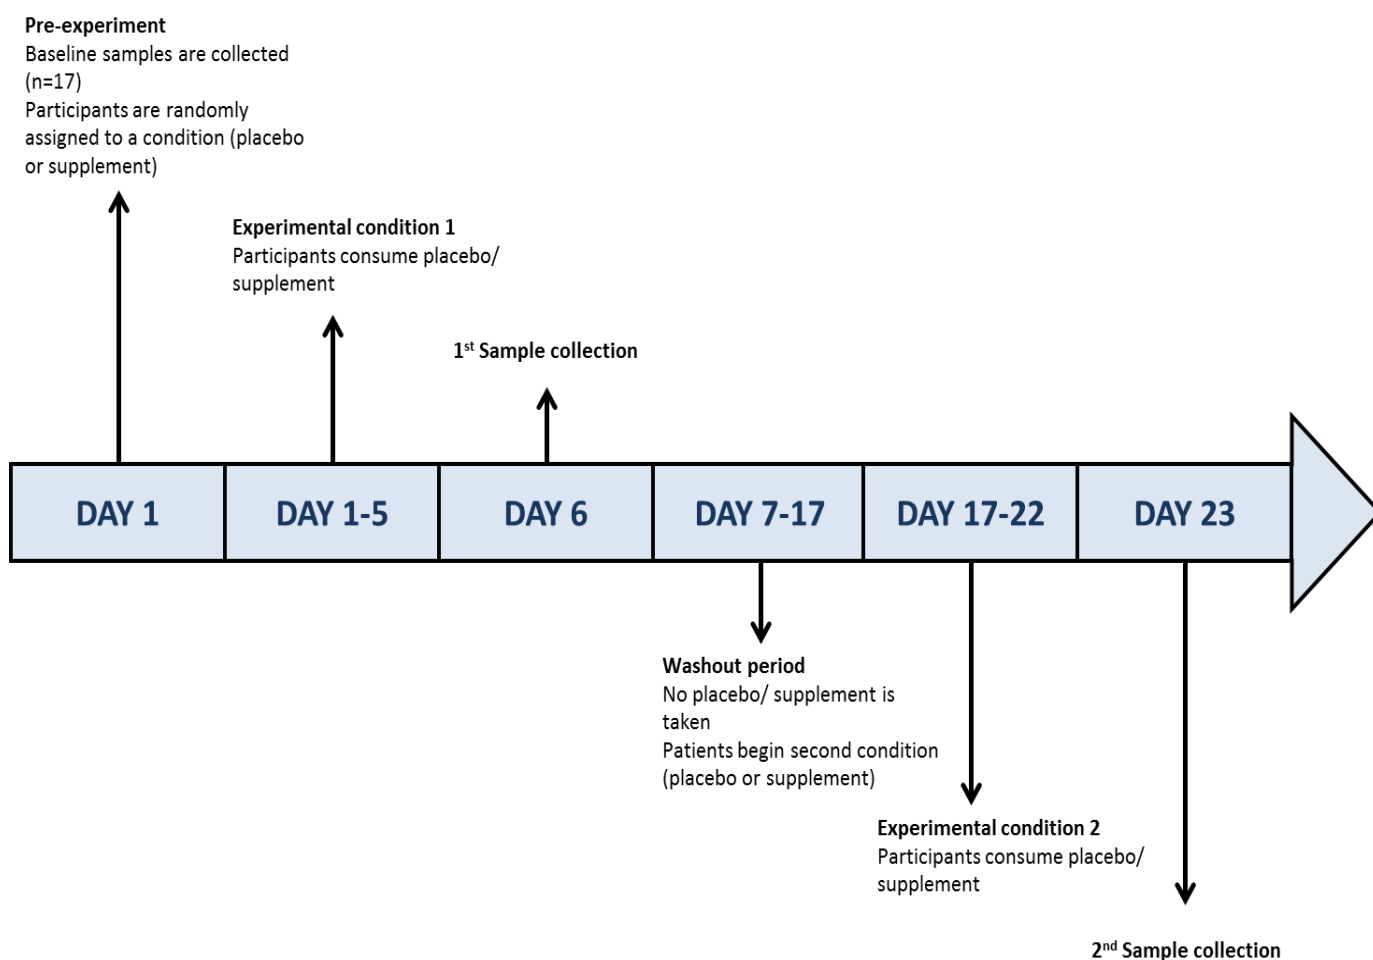 Pre-experiment
Baseline samples are collected
(n=17)
Participants are randomly
assigned to a condition (placebo
or supplement)
Experimental condition 1
Participants consume placebo/
supplement
1st Sample collection
DAY 1
DAY 1-5
DAY 6
DAY 7-17
DAY 17-22
DAY 23
Washout period
No placebo/ supplement is
taken
Patients begin second condition
(placebo or supplement)
Experimental condition 2
Participants consume placebo/
supplement
2nd Sample collection